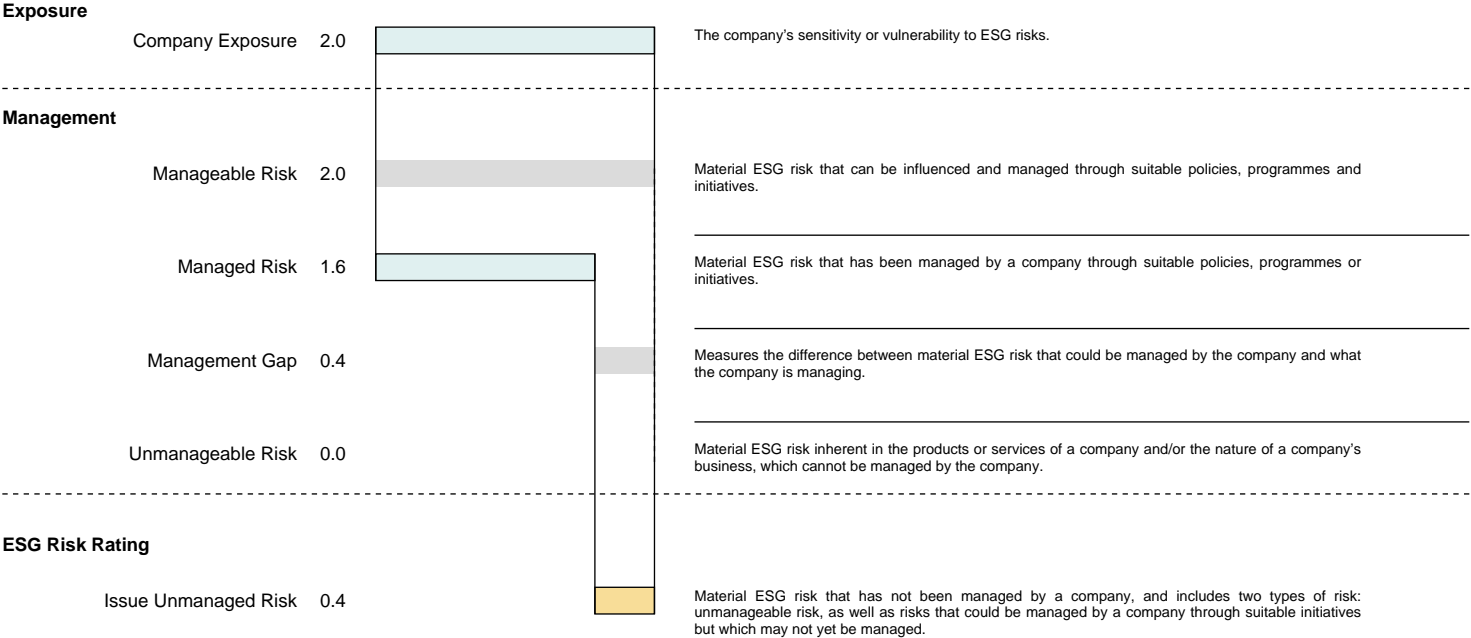 Exposure
Company Exposure 2.0
The company's sensitivity or vulnerability to ESG risks.
Management
Manageable Risk 2.0
Material ESG risk that can be influenced and managed through suitable policies, programmes and
initiatives.
Managed Risk 1.6
Material ESG risk that has been managed by a company through suitable policies, programmes or
initiatives.
Management Gap 0.4
Measures the difference between material ESG risk that could be managed by the company and what
the company is managing.
Unmanageable Risk 0.0
Material ESG risk inherent in the products or services of a company and/or the nature of a company's
business, which cannot be managed by the company.
ESG Risk Rating
Issue Unmanaged Risk 0.4
Material ESG risk that has not been managed by a company, and includes two types of risk:
unmanageable risk, as well as risks that could be managed by a company through suitable initiatives
but which may not yet be managed.